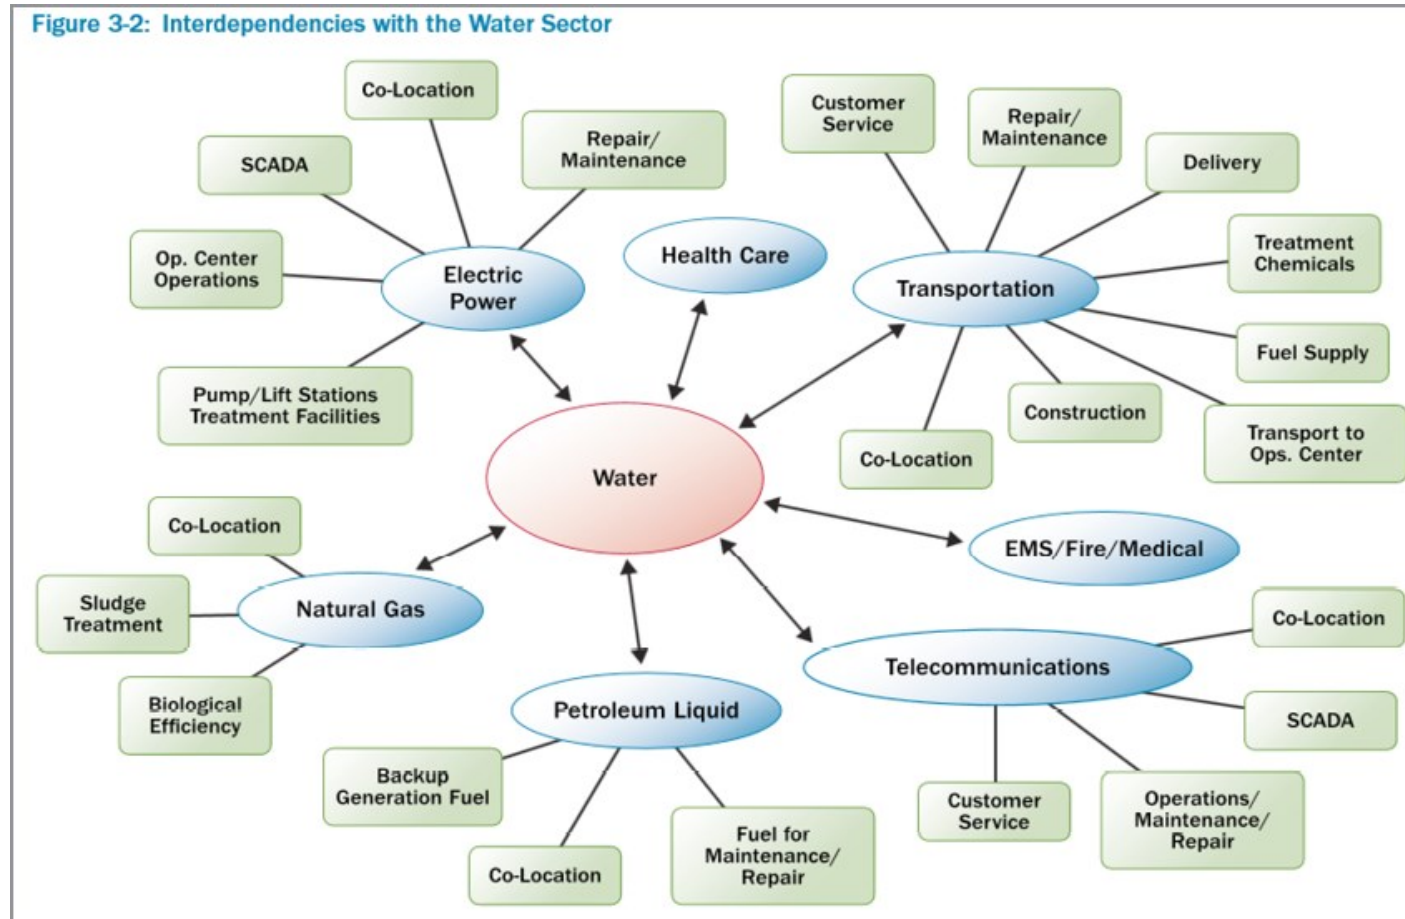 Figure 3-2: Interdependencies with the Water Sector
Co-Location
SCADA
Repair/
Maintenance
Op. Center
Operations
Electric
Power
Pump/Lift Stations
Treatment Facilities
Health Care
Customer
Service
Repair/
Maintenance
Delivery
Treatment
Chemicals
Transportation
Fuel Supply
Construction
Transport to
Ops. Center
Co-Location
Water
Co-Location
Sludge
Treatment
Natural Gas
Biological
Efficiency
EMS/Fire/Medical
Co-Location
Telecommunications
SCADA
Customer
Service
Operations/
Maintenance/
Repair
Petroleum Liquid
Backup
Generation Fuel
Co-Location
Fuel for
Maintenance/
Repair